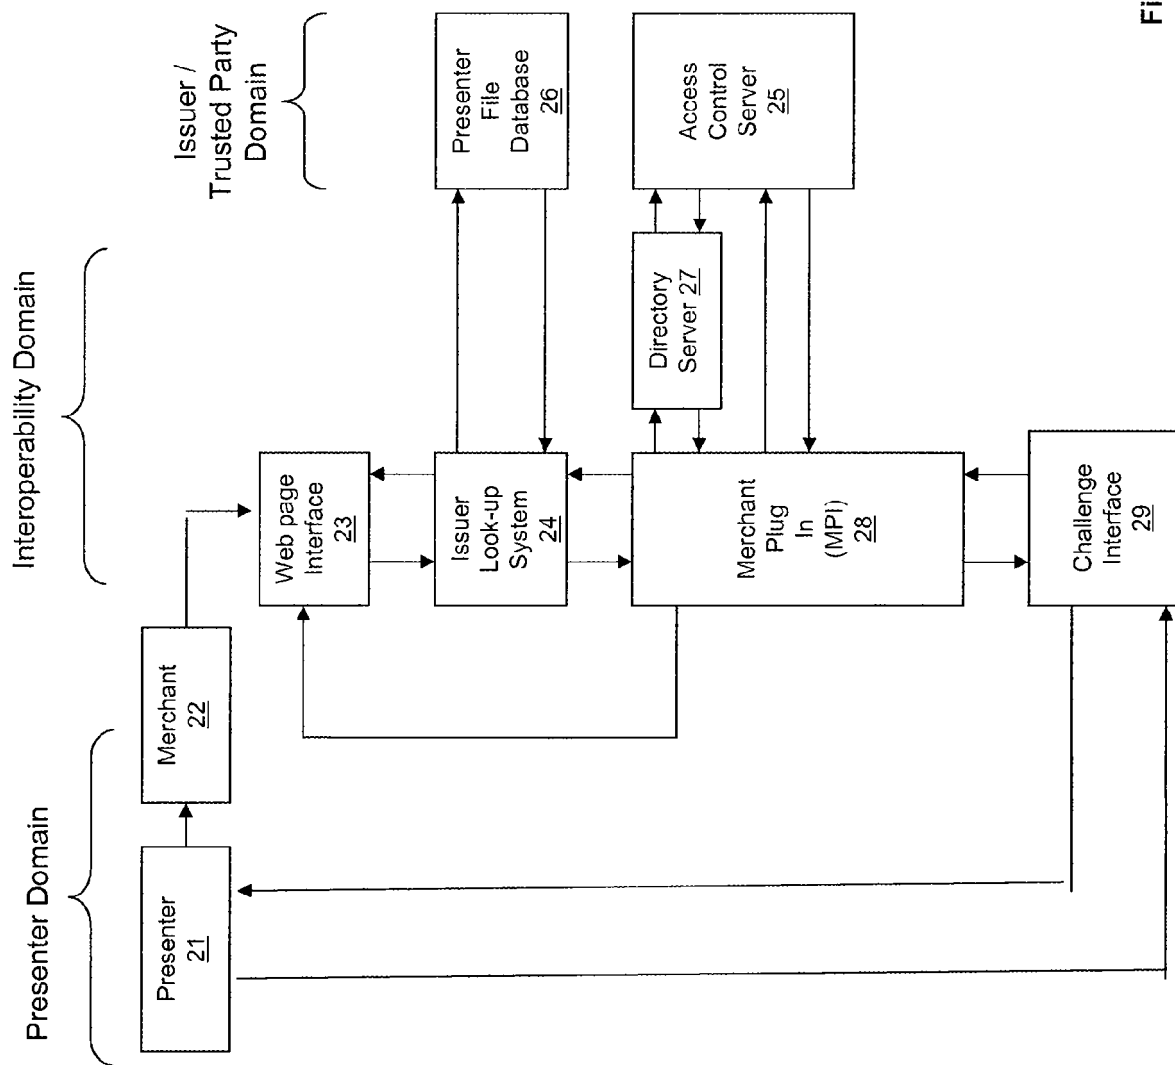 Presenter Domain
Interoperability Domain
Issuer /
Trusted Party
Domain
Presenter
21
Merchant
22
Web page
Interface
23
Issuer
Look-up
System
24
Presenter
File
Database
26
Merchant
Plug
In
(MPI)
28
Directory
Server 27
Access
Control
Server
25
Challenge
Interface
29
Fi